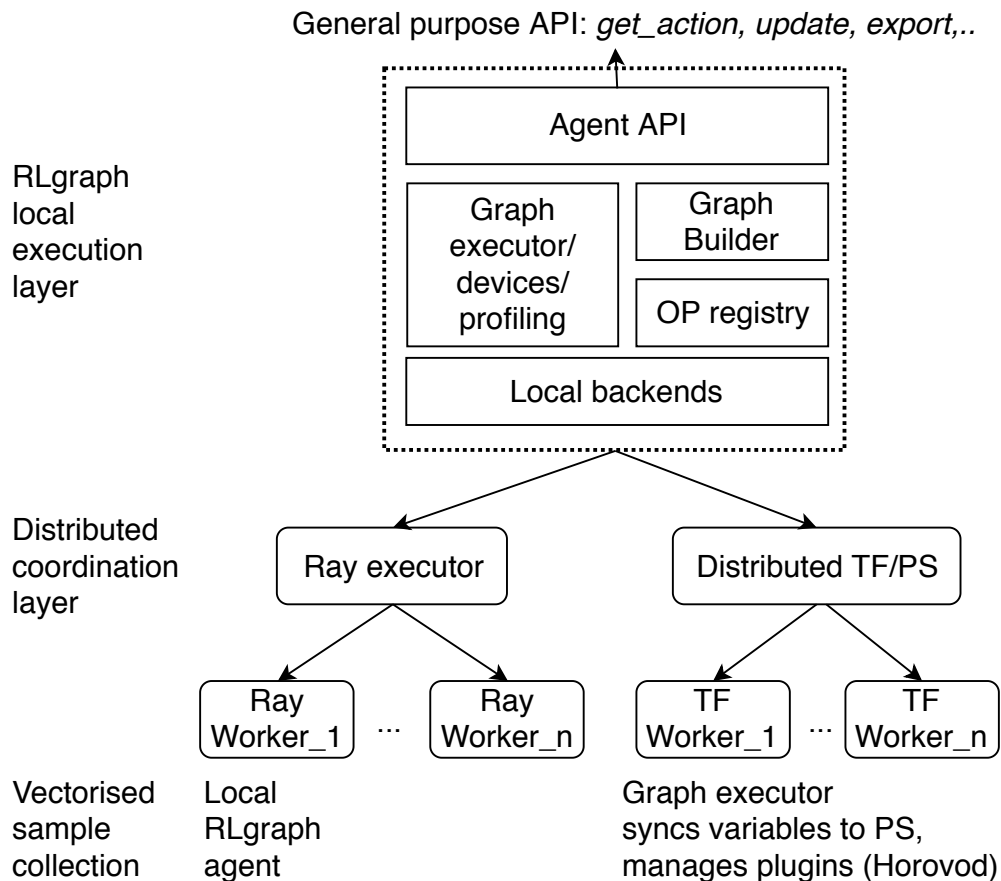 General purpose API: get_action, update, export,..
Agent API
RLgraph
local
execution
layer
Graph
executor/
devices/
profiling
Graph
Builder
OP registry
Local backends
Distributed
coordination
layer
Ray executor
Distributed TF/PS
Ray
Worker_1
...
Ray
Worker_n
TF
Worker_1
...
TF
Worker_n
Vectorised
sample
collection
Local
RLgraph
agent
Graph executor
syncs variables to PS,
manages plugins (Horovod)